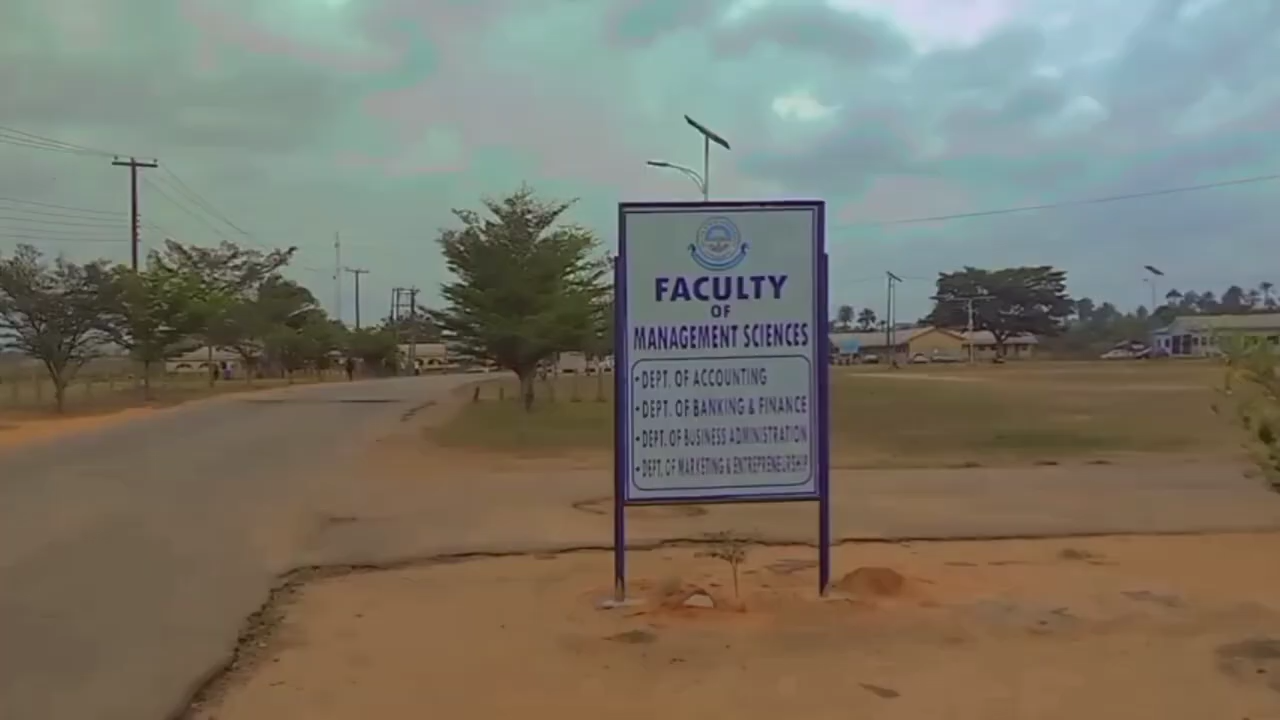 FACULTY
OF
MANAGEMENT SCIENCES
- DEPT. OF ACCOUNTING
- DEPT. OF BANKING & FINANCE
- DEPT. OF BUSINESS ADMINISTRATION
- DEPT. OF MARKETING & ENTREPRENEURSHIP